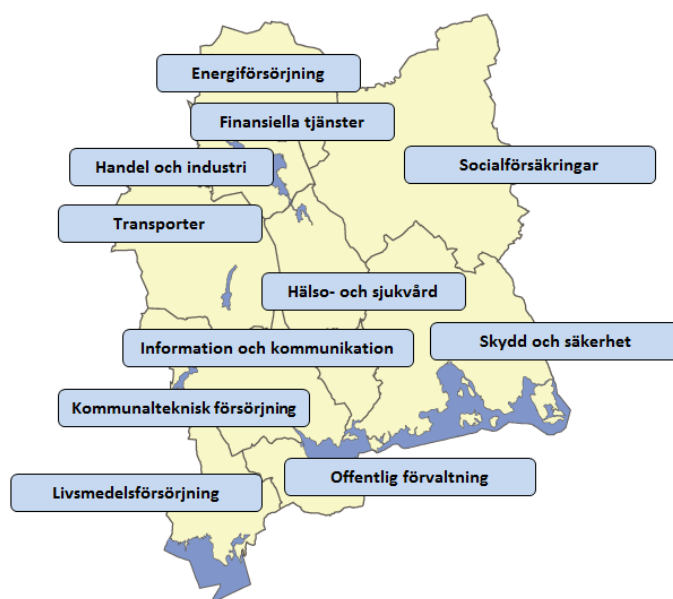 Energiförsörjning
Finansiella tjänster
Handel och industri
Socialförsäkringar
Transporter
Hälso- och sjukvård
Information och kommunikation
Skydd och säkerhet
Kommunalteknisk försörjning
Offentlig förvaltning
Livsmedelsförsörjning